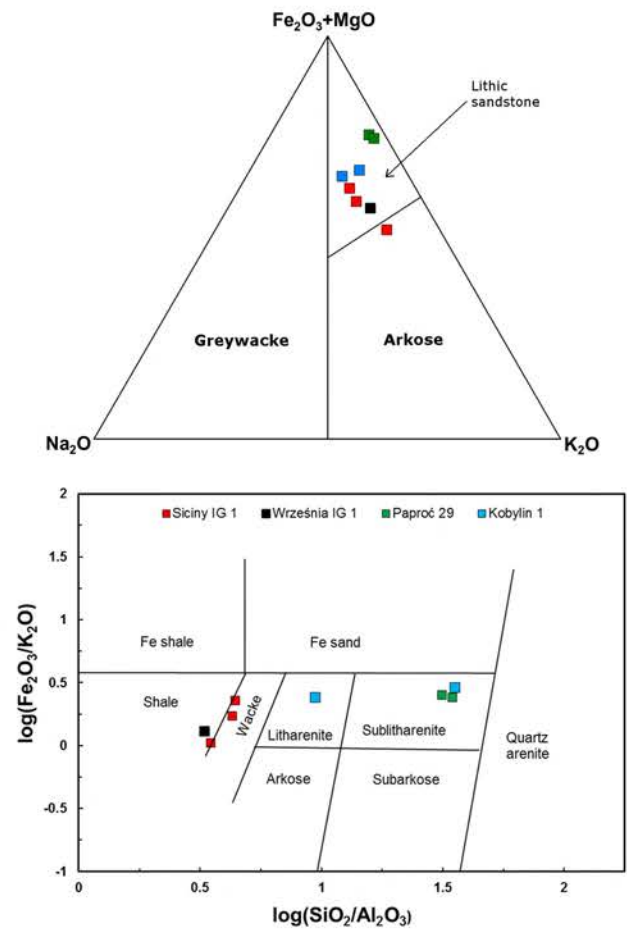 Fe₂O₃+MgO
Lithic
sandstone
Greywacke
Arkose
Na₂O
K₂O
2
Siciny IG 1
Września IG 1
Paproć 29
Kobylin 1
1.5
1
Fe shale
Fe sand
0.5
Shale
Wacke
Litharenite
Sublitharenite
Quartz
arenite
0
Arkose
Subarkose
-0.5
-1
0
0.5
1
1.5
2
log(Fe₂O₃/K₂O)
log(SiO₂/Al₂O₃)